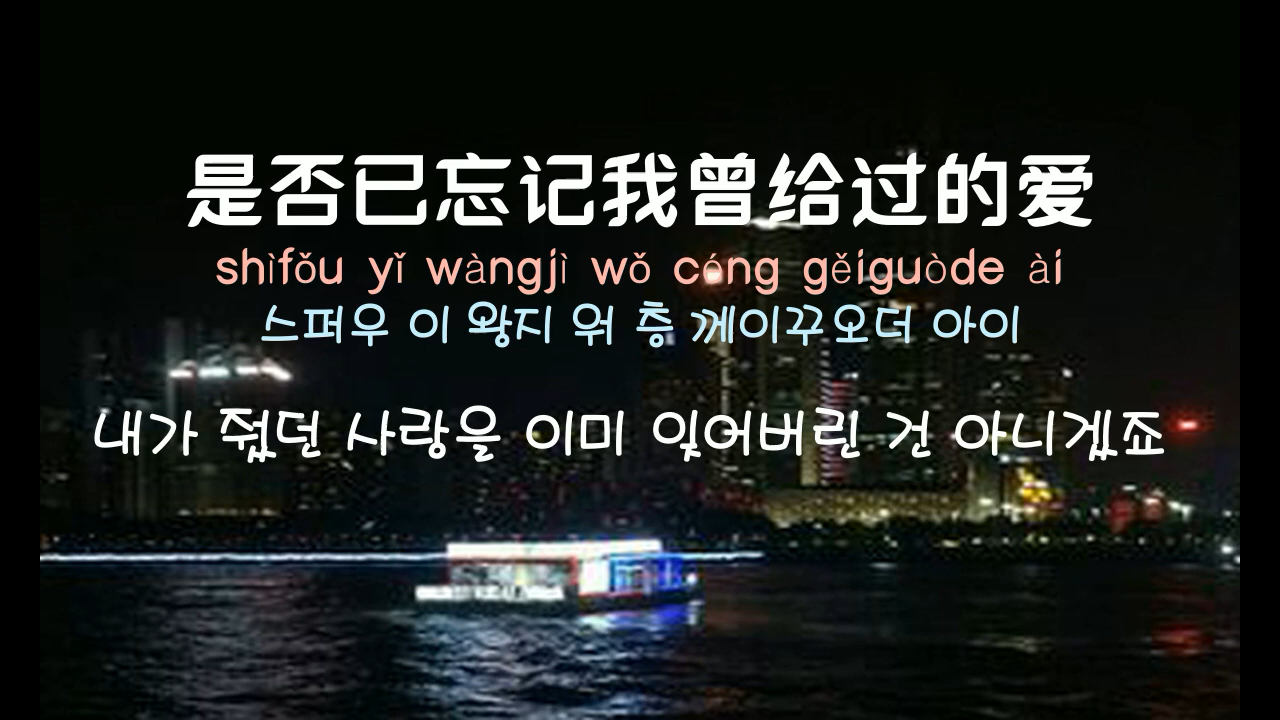 是否已忘记我曾给过的爱
shìfǒu yǐ wàngjì wǒ céng gěiguòde ài
스퍼우 이 왕지 워 층 께이꾸오더 아이
내가 줬던 사랑을 이미 잊어버린 건 아니겠죠